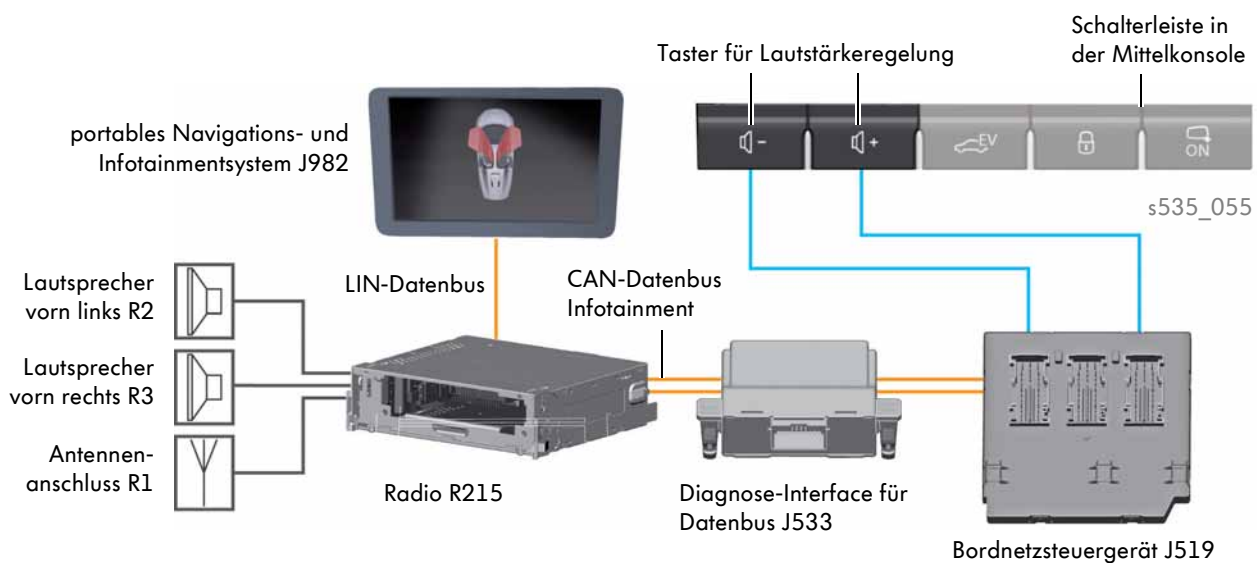 Schalterleiste in
der Mittelkonsole
Taster für Lautstärkeregelung
portables Navigations- und
Infotainmentsystem J982
-
+
EV
ON
s535_055
Lautsprecher
vorn links R2
LIN-Datenbus
CAN-Datenbus
Infotainment
Lautsprecher
vorn rechts R3
Antennen-
anschluss R1
Radio R215
Diagnose-Interface für
Datenbus J533
Bordnetzsteuergerät J519